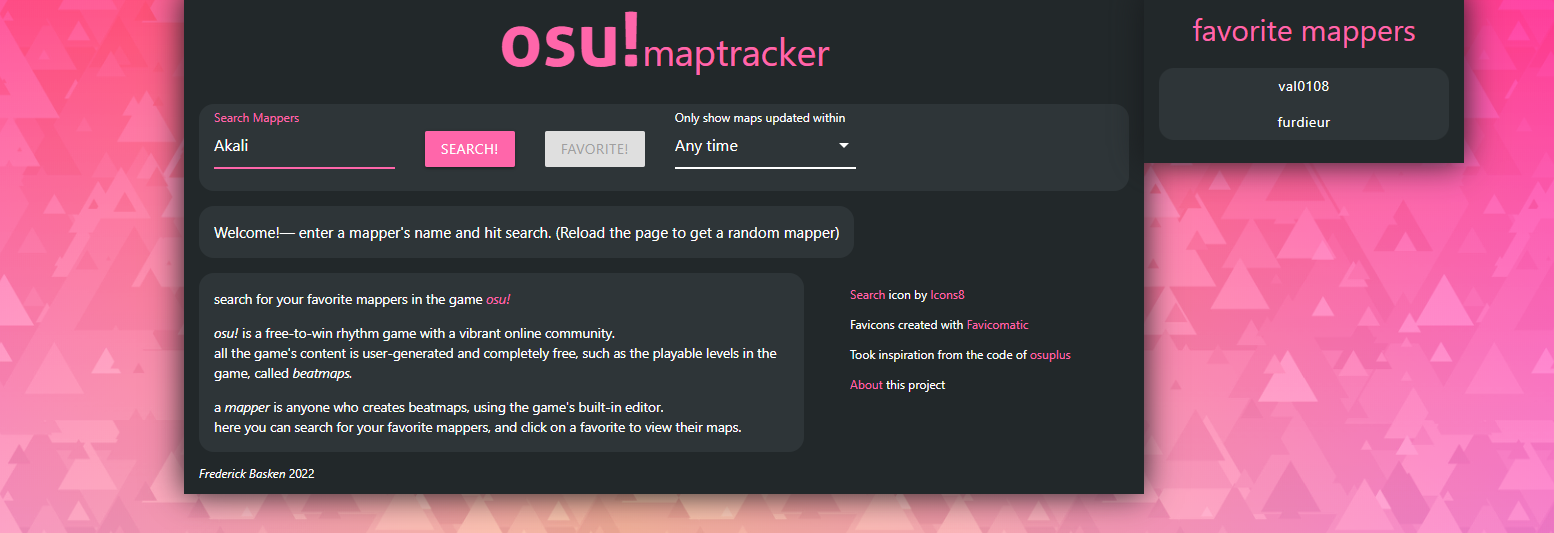 osu!maptracker
Search Mappers
Akali
SEARCH!
FAVORITE!
Only show maps updated within
Any time
Welcome!— enter a mapper's name and hit search. (Reload the page to get a random mapper)
search for your favorite mappers in the game osu!
osu! is a free-to-win rhythm game with a vibrant online community.
all the game's content is user-generated and completely free, such as the playable levels in the
game, called beatmaps.
a mapper is anyone who creates beatmaps, using the game's built-in editor.
here you can search for your favorite mappers, and click on a favorite to view their maps.
Search icon by Icons8
Favicons created with Favicomatic
Took inspiration from the code of osuplus
About this project
Frederick Basken 2022
favorite mappers
val0108
furdieur